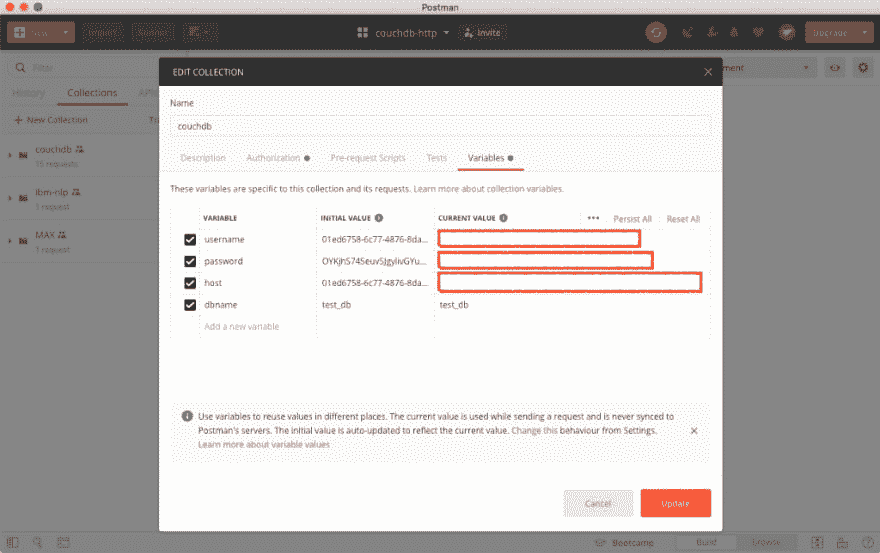 Postman
New
Import
Runner
couchdb-http
Invite
Upgrade
Filter
History
Collections
APIs
New Collection
couchdb
16 requests
ibm-nlp
1 request
MAX
1 request
EDIT COLLECTION
Name
couchdb
Description Authorization Pre-request Scripts Tests Variables
These variables are specific to this collection and its requests. Learn more about collection variables.
VARIABLE INITIAL VALUE CURRENT VALUE ••• Persist All Reset All
username 01ed6758-6c77-4876-8da...
password
host 01ed6758-6c77-4876-8da...
dbname test_db test_db
Add a new variable
Use variables to reuse values in different places. The current value is used while sending a request and is never synced to
Postman's servers. The initial value is auto-updated to reflect the current value. Change this behaviour from Settings.
Learn more about variable values
Cancel Update
Bootcamp Build Browse